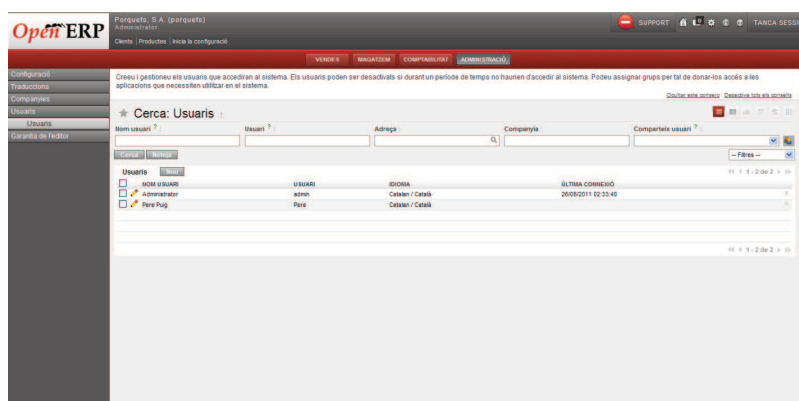 Open ERP
Porquets, S.A. (porquets)
Administrator
Clients | Productes | Inicia la configuració
SUPPORT
TANCA SESSI
VENDES MAGATZEM COMPTABILITAT ADMINISTRACIÓ
Configuració
Traduccions
Companyies
Usuaris
Usuaris
Garantia de l'editor
Creeu i gestioneu els usuaris que accediran al sistema. Els usuaris poden ser desactivats si durant un període de temps no haurien d'accedir al sistema. Podeu assignar grups per tal de donar-los accés a les
aplicacions que necessiten utilitzar en el sistema.
Ocultar este consejo Desactiva tots els consells
Cerca: Usuaris
Nom usuari ? : Usuari ? : Adreça : Companyia : Comparteix usuari ? :
Cerca Neteja
-- Filtres --
Usuaris Nou
1 - 2 de 2
NOM USUARI USUARI IDIOMA ÚLTIMA CONNEXIÓ
Administrator admin Catalan / Català 26/08/2011 02:33:40
Pere Puig Pere Catalan / Català
1 - 2 de 2